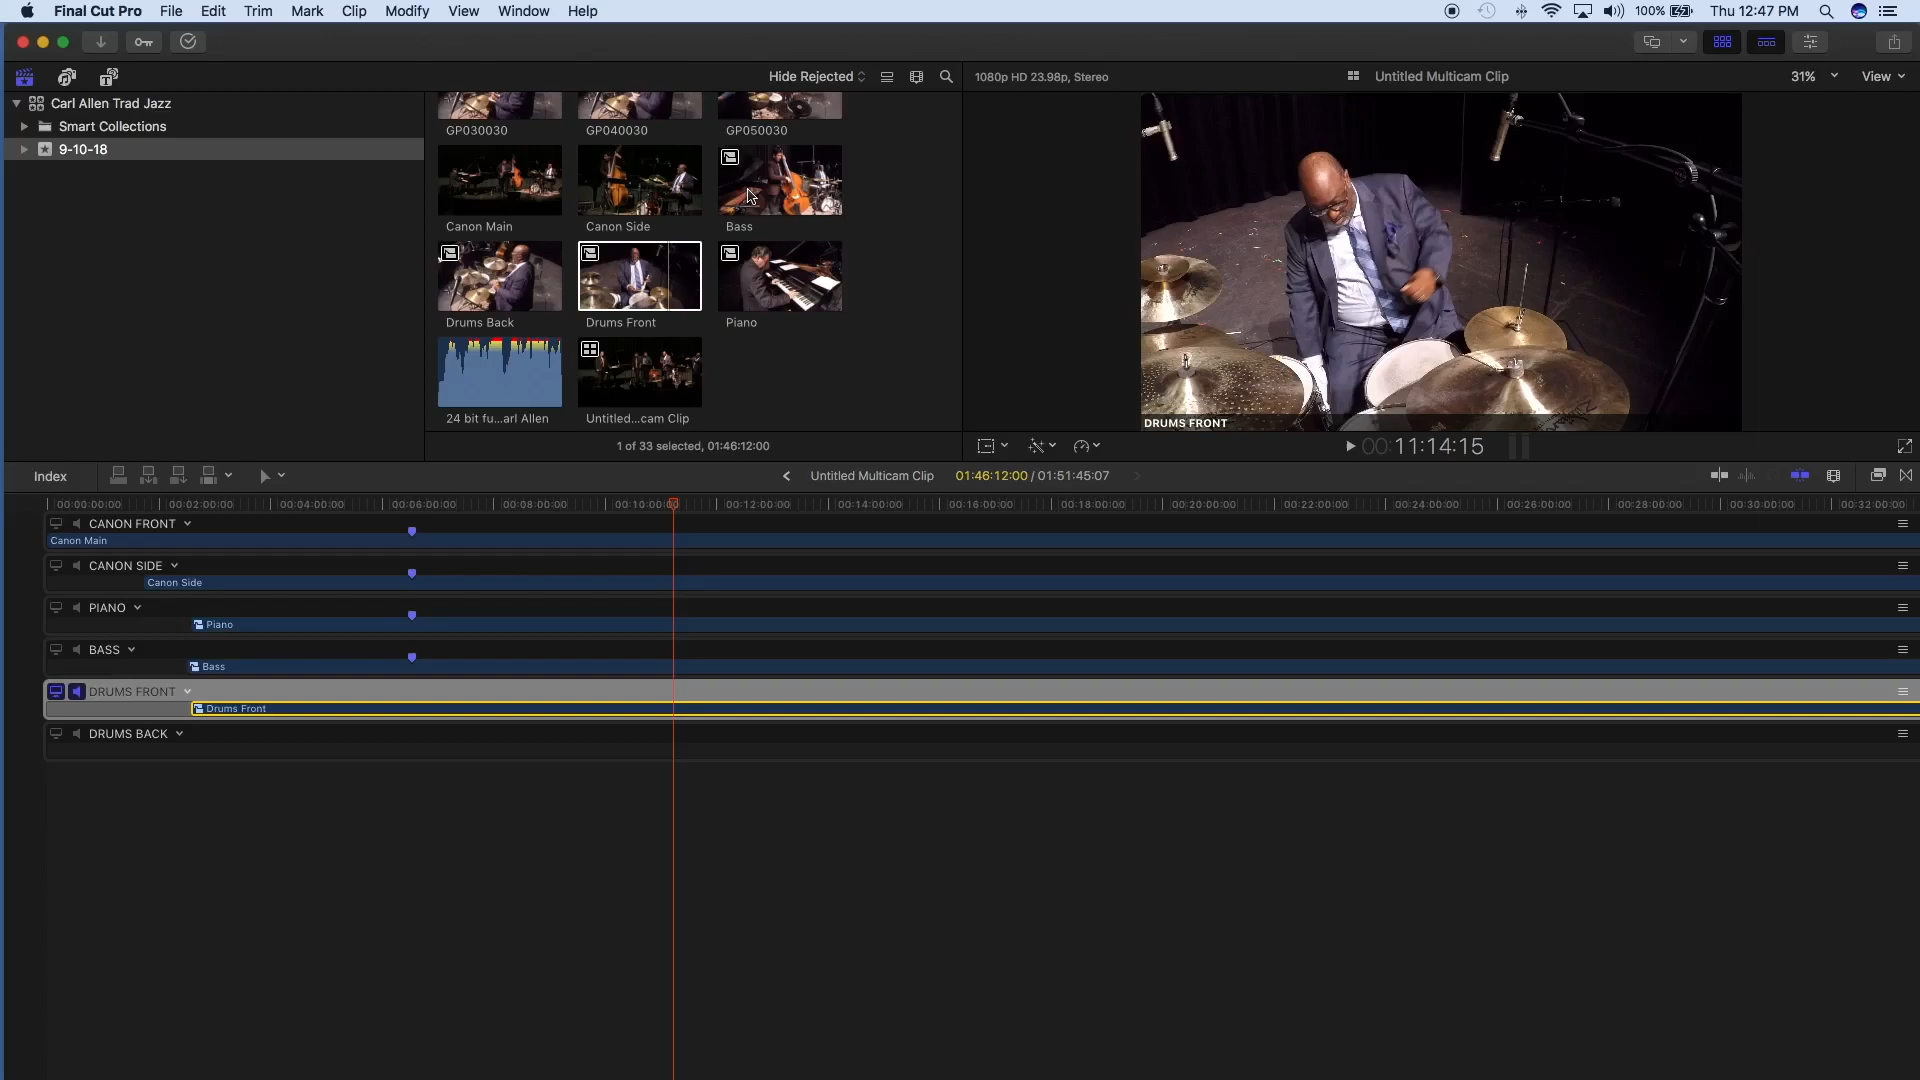 Final Cut Pro File Edit Trim Mark Clip Modify View Window Help 100% Thu 12:47 PM
Hide Rejected
1080p HD 23.98p, Stereo Untitled Multicam Clip 31% View
Carl Allen Trad Jazz
Smart Collections
9-10-18
GP030030 GP040030 GP050030
Canon Main Canon Side Bass
Drums Back Drums Front Piano
24 bit fu...arl Allen Untitled...cam Clip
DRUMS FRONT
1 of 33 selected, 01:46:12:00
00:11:14:15
Index Untitled Multicam Clip 01:46:12:00 / 01:51:45:07
00:00:00:00 00:02:00:00 00:04:00:00 00:06:00:00 00:08:00:00 00:10:00:00 00:12:00:00 00:14:00:00 00:16:00:00 00:18:00:00 00:20:00:00 00:22:00:00 00:24:00:00 00:26:00:00 00:28:00:00 00:30:00:00 00:32:00:00
CANON FRONT
Canon Main
CANON SIDE
Canon Side
PIANO
Piano
BASS
Bass
DRUMS FRONT
Drums Front
DRUMS BACK